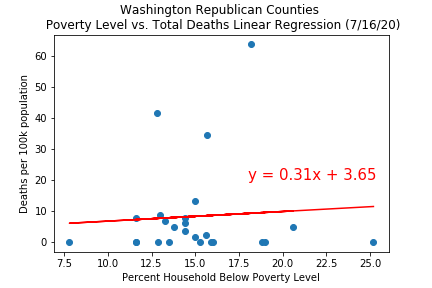 Washington Republican Counties
Poverty Level vs. Total Deaths Linear Regression (7/16/20)
Deaths per 100k population
60
50
40
30
20
10
0
y = 0.31x + 3.65
7.5 10.0 12.5 15.0 17.5 20.0 22.5 25.0
Percent Household Below Poverty Level